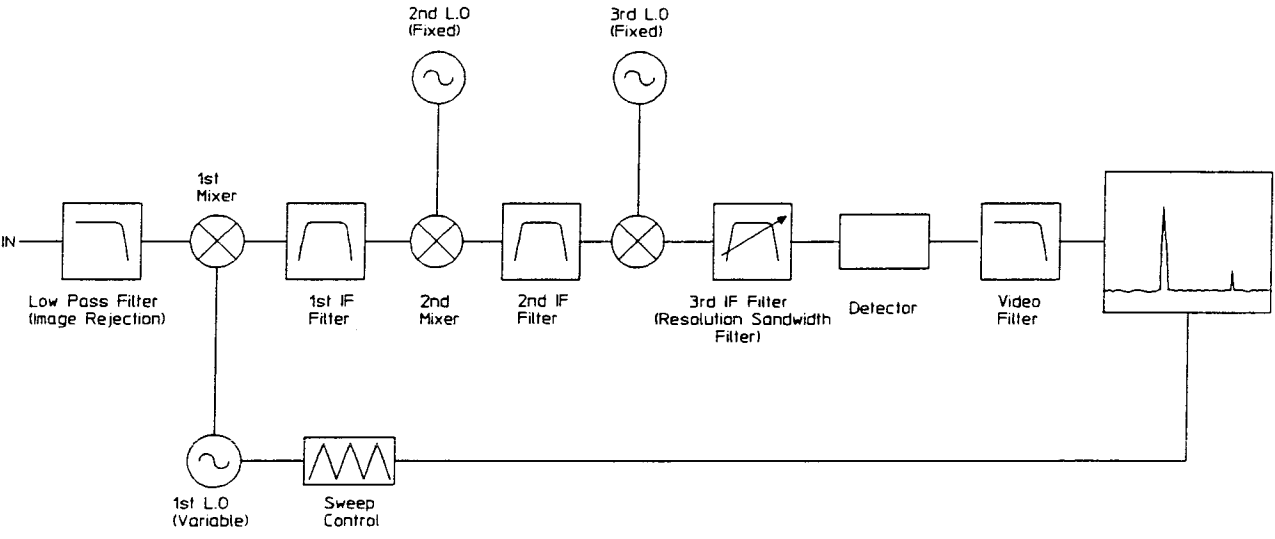 2nd L.O
(Fixed)
3rd L.O
(Fixed)
1st
Mixer
IN
Low Pass Filter
(Image Rejection)
1st IF
Filter
2nd
Mixer
2nd IF
Filter
3rd IF Filter
(Resolution Sandwidth
Filter)
Detector
Video
Filter
1st L.O
(Variable)
Sweep
Control